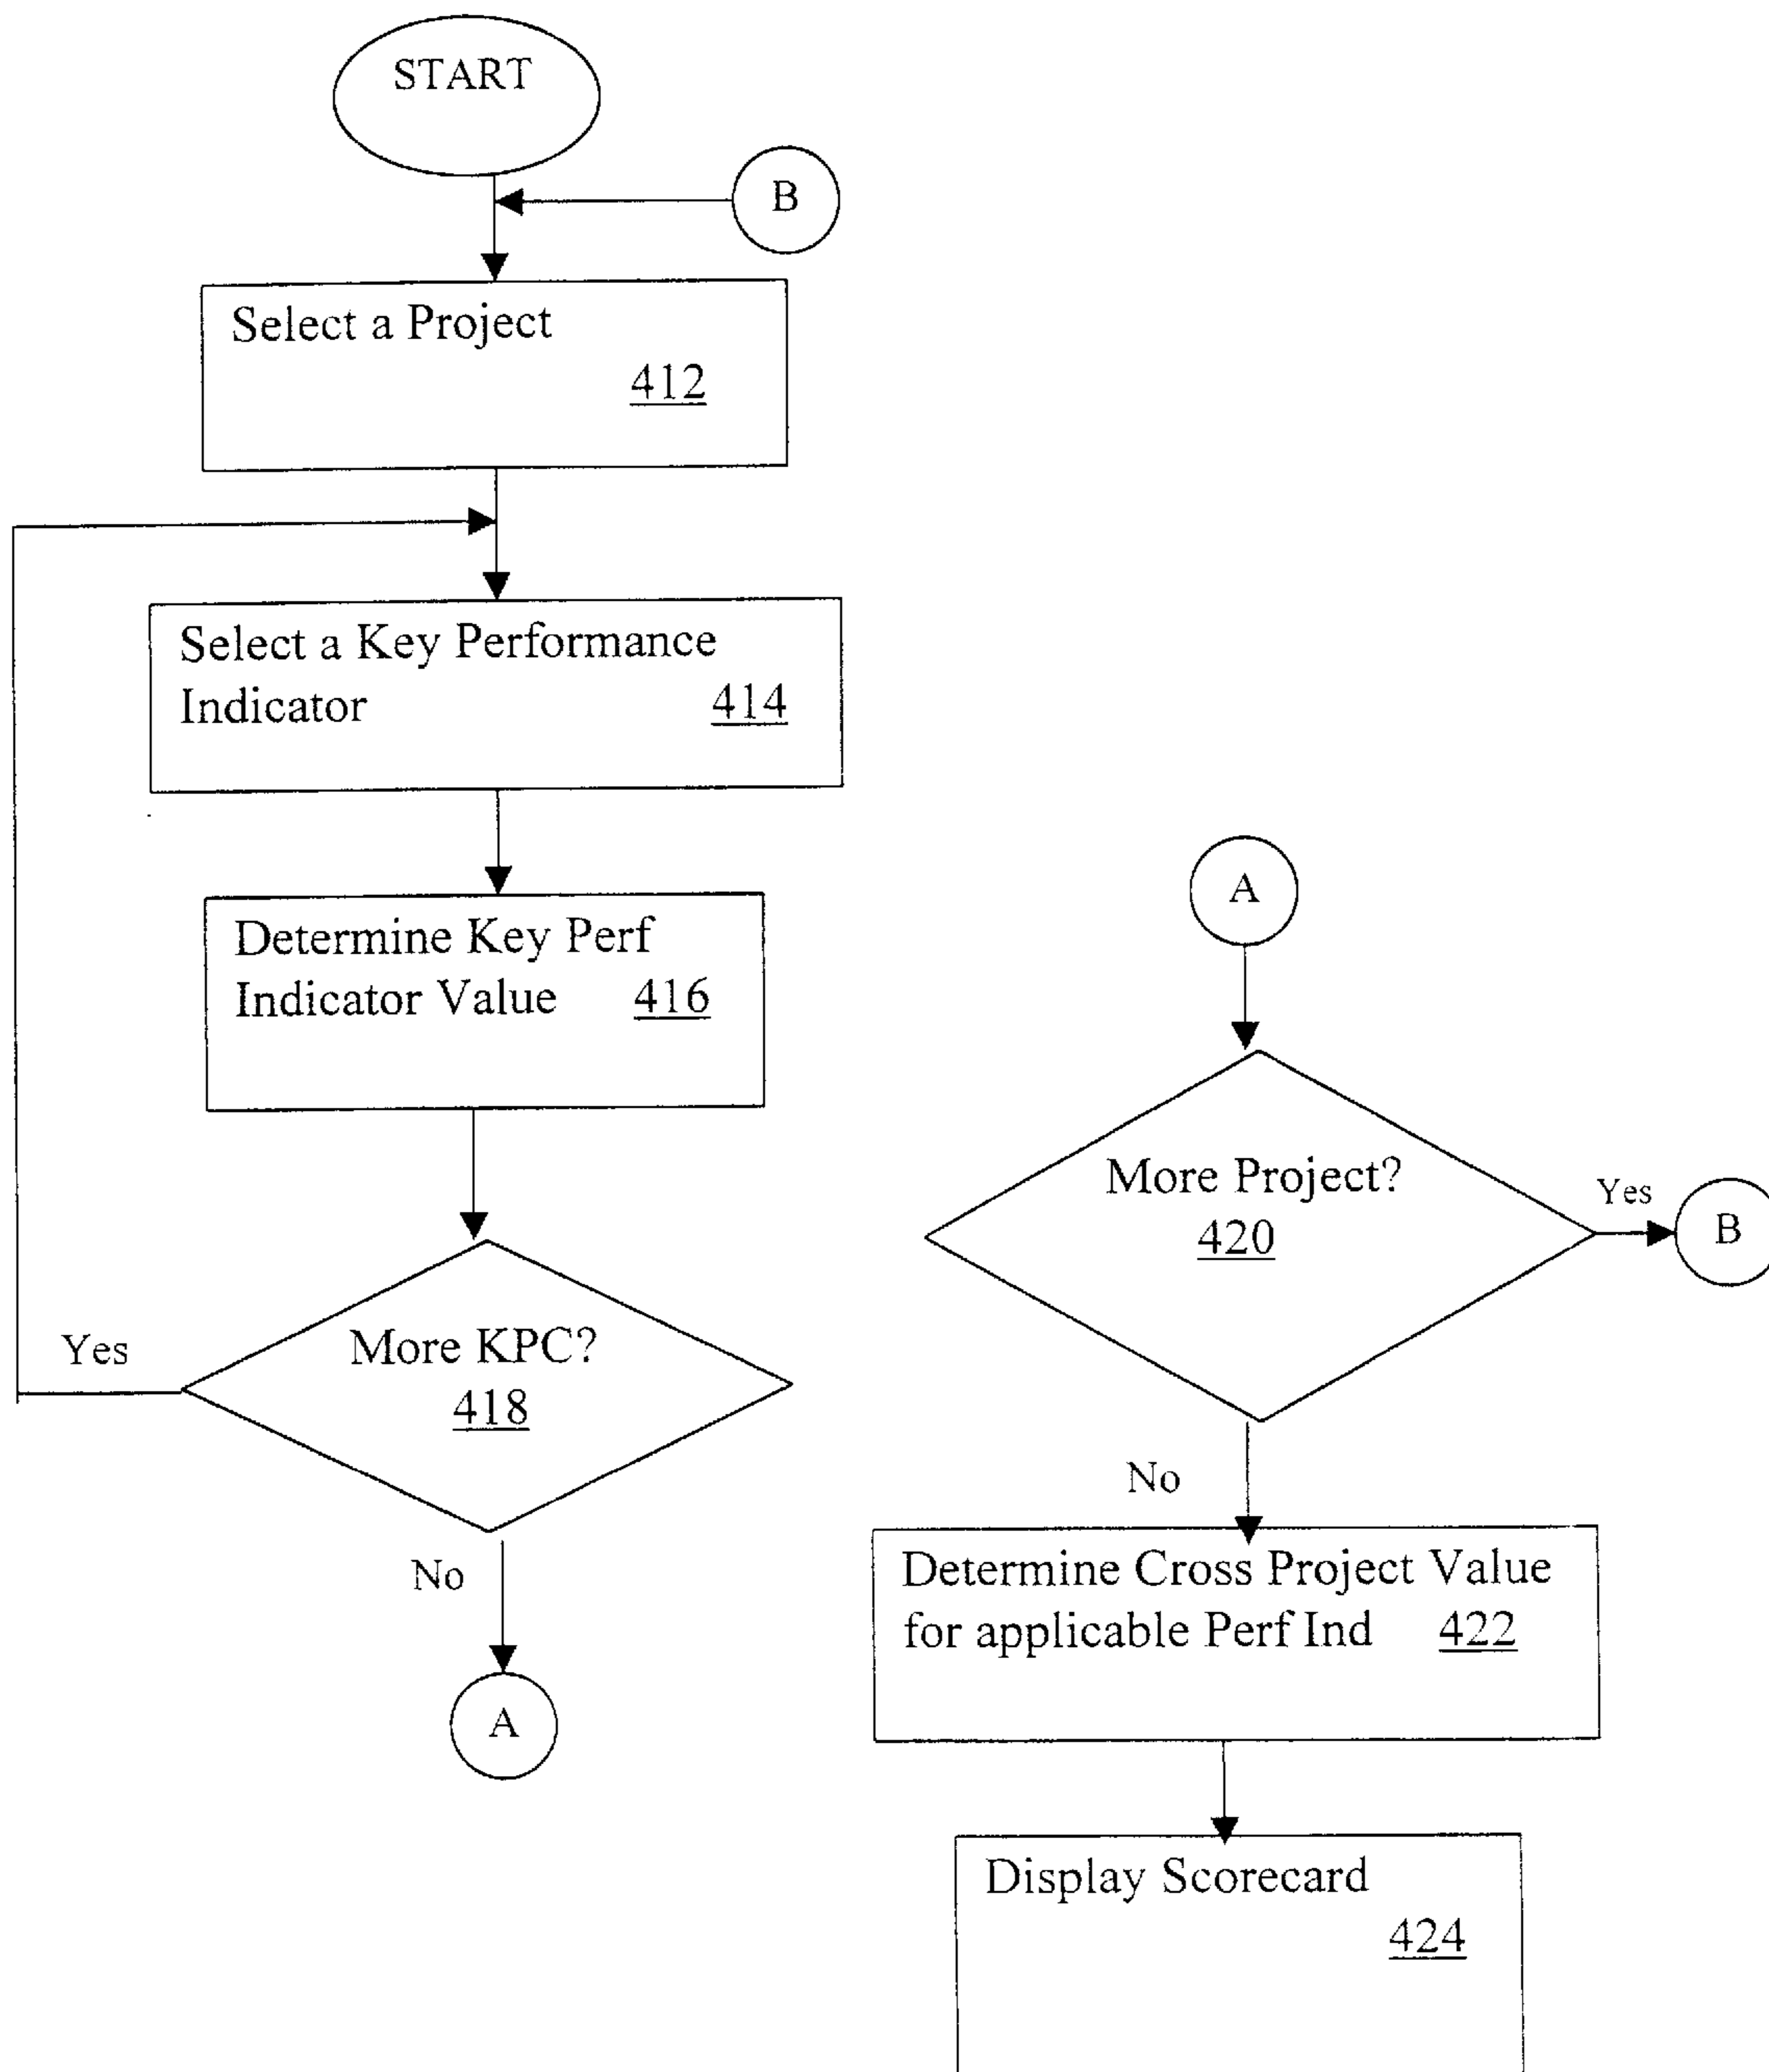 START
B
Select a Project
412
Select a Key Performance
Indicator 414
Determine Key Perf
Indicator Value 416
More KPC?
418
Yes
No
A
A
More Project?
420
Yes
B
No
Determine Cross Project Value
for applicable Perf Ind 422
Display Scorecard
424